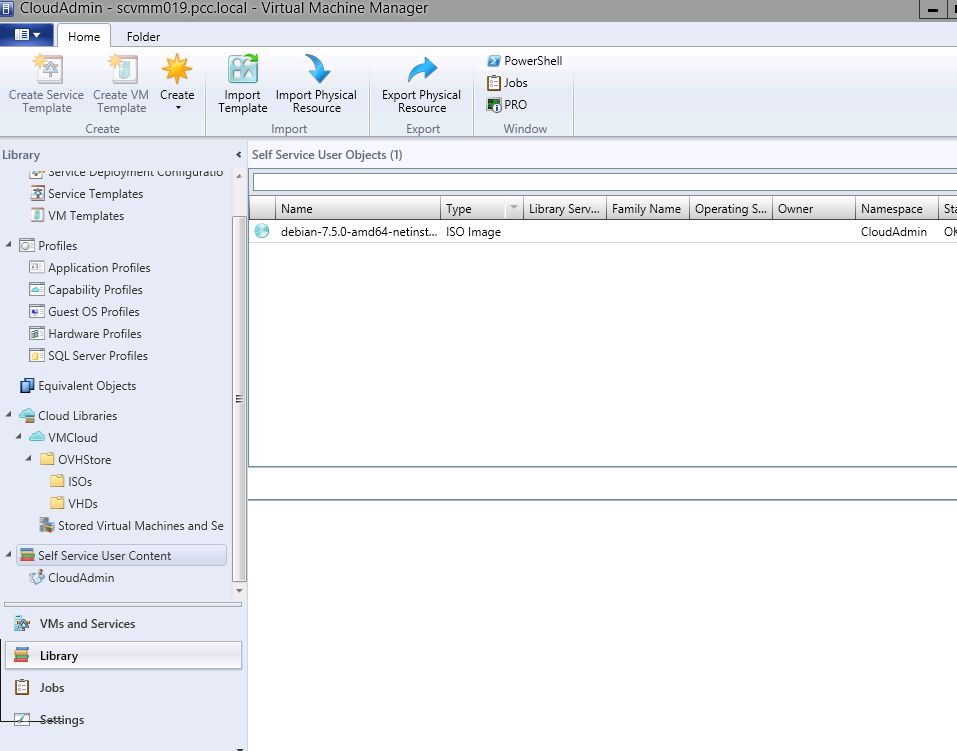 CloudAdmin - scvmm019.pcc.local - Virtual Machine Manager
Home Folder
Create Service Template
Create VM Template
Create
Create
Import Template
Import Physical Resource
Import
Export Physical Resource
Export
PowerShell
Jobs
PRO
Window
Library
Service Deployment Configuratio
Service Templates
VM Templates
Profiles
Application Profiles
Capability Profiles
Guest OS Profiles
Hardware Profiles
SQL Server Profiles
Equivalent Objects
Cloud Libraries
VMCloud
OVHStore
ISOs
VHDs
Stored Virtual Machines and Se
Self Service User Content
CloudAdmin
VMs and Services
Library
Jobs
Settings
Self Service User Objects (1)
Name Type Library Serv... Family Name Operating S... Owner Namespace Sta
debian-7.5.0-amd64-netinst... ISO Image CloudAdmin OK